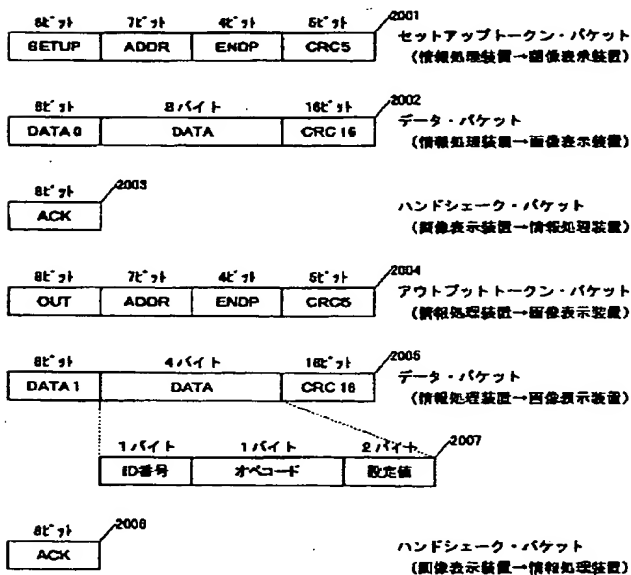 8ビット 7ビット 4ビット 5ビット 2001
SETUP ADDR ENDP CRC5 セットアップトークン・パケット
(情報処理装置→画像表示装置)
8ビット 8バイト 16ビット 2002
DATA0 DATA CRC16 データ・パケット
(情報処理装置→画像表示装置)
8ビット 2003
ACK ハンドシェーク・パケット
(画像表示装置→情報処理装置)
8ビット 7ビット 4ビット 5ビット 2004
OUT ADDR ENDP CRC5 アウトプットトークン・パケット
(情報処理装置→画像表示装置)
8ビット 4バイト 16ビット 2005
DATA1 DATA CRC16 データ・パケット
(情報処理装置→画像表示装置)
1バイト 1バイト 2バイト 2007
ID番号 オペコード 設定値
8ビット 2006
ACK ハンドシェーク・パケット
(画像表示装置→情報処理装置)